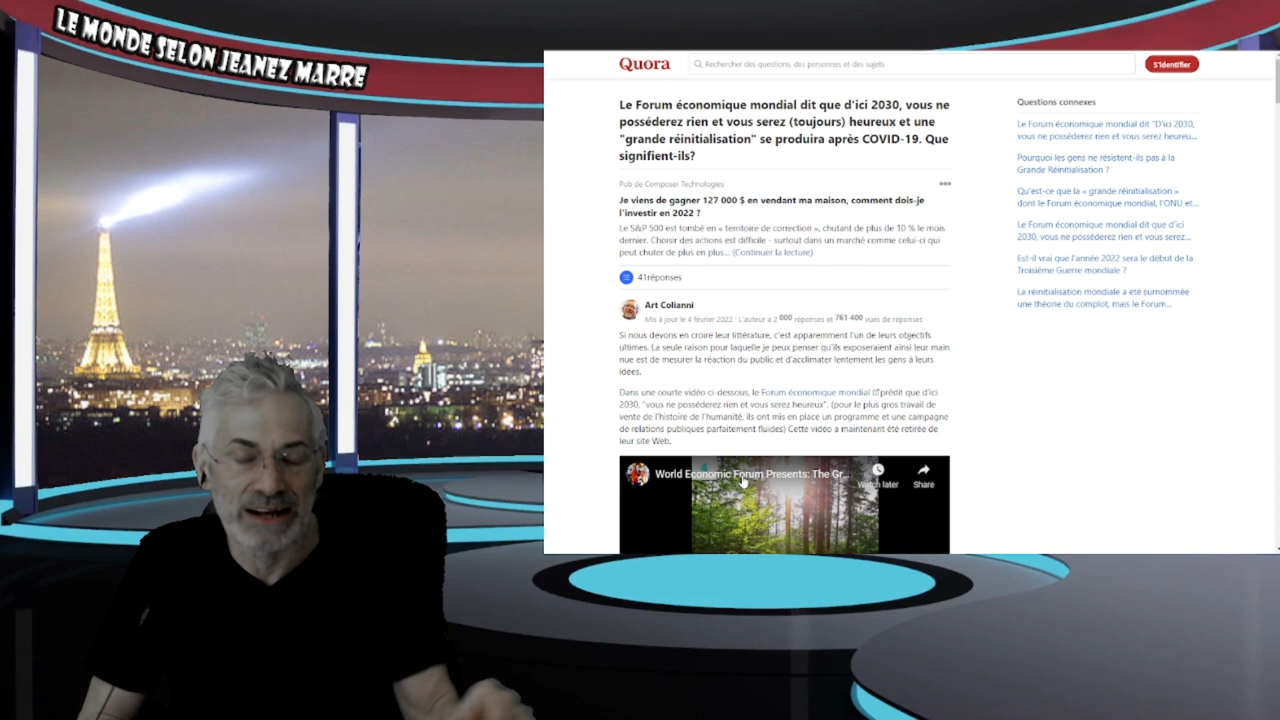 LE MONDE SELON JEANEZ MARRE
Quora
Rechercher des questions, des personnes et des sujets
S'identifier
Le Forum économique mondial dit que d'ici 2030, vous ne
posséderez rien et vous serez (toujours) heureux et une
"grande réinitialisation" se produira après COVID-19. Que
signifient-ils?
Pub de Composer Technologies
Je viens de gagner 127 000 $ en vendant ma maison, comment dois-je
l'investir en 2022 ?
Le S&P 500 est tombé en « territoire de correction », chutant de plus de 10 % le mois
dernier. Choisir des actions est difficile - surtout dans un marché comme celui-ci qui
peut chuter de plus en plus... (Continuer la lecture)
41réponses
Art Colianni
Mis à jour le 4 février 2022 · L'auteur a 2 000 réponses et 761 400 vues de réponses
Si nous devons en croire leur littérature, c'est apparemment l'un de leurs objectifs
ultimes. La seule raison pour laquelle je peux penser qu'ils exposeraient ainsi leur main
nue est de mesurer la réaction du public et d'acclimater lentement les gens à leurs
idées.
Dans une courte vidéo ci-dessous, le Forum économique mondial prédit que d'ici
2030, "vous ne posséderez rien et vous serez heureux". (pour le plus gros travail de
vente de l'histoire de l'humanité, ils ont mis en place un programme et une campagne
de relations publiques parfaitement fluides) Cette vidéo a maintenant été retirée de
leur site Web.
World Economic Forum Presents: The Gr...
Watch later
Share
Questions connexes
Le Forum économique mondial dit "D'ici 2030,
vous ne posséderez rien et vous serez heureu...
Pourquoi les gens ne résistent-ils pas à la
Grande Réinitialisation ?
Qu'est-ce que la « grande réinitialisation »
dont le Forum économique mondial, l'ONU et...
Le Forum économique mondial dit que d'ici
2030, vous ne posséderez rien et vous serez...
Est-il vrai que l'année 2022 sera le début de la
Troisième Guerre mondiale ?
La réinitialisation mondiale a été surnommée
une théorie du complot, mais le Forum...